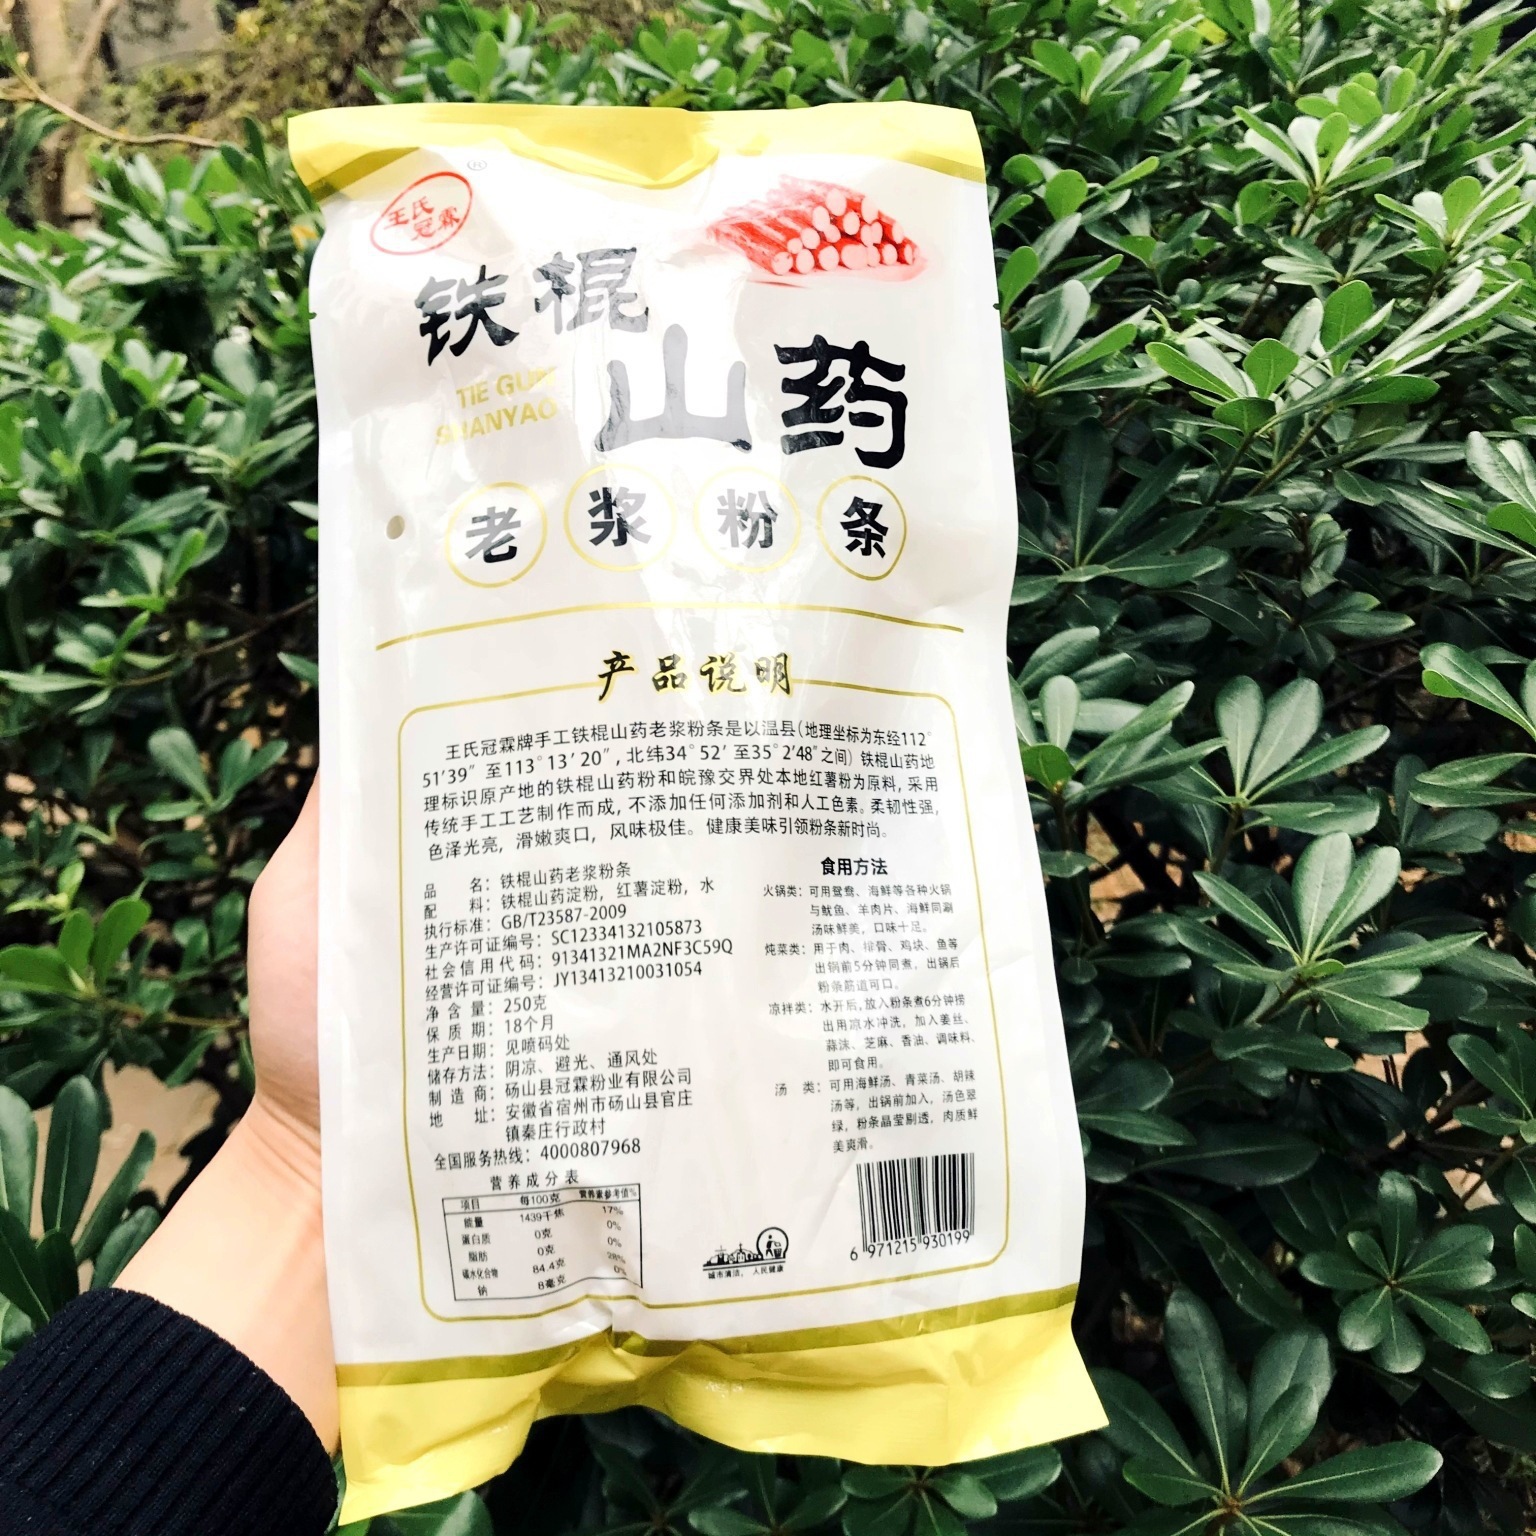 ®
王氏
冠霖
铁棍
山药
TIE GUN
SHANYAO
老浆粉条
产品说明
王氏冠霖牌手工铁棍山药老浆粉条是以温县(地理坐标为东经112°
51′39″ 至113°13′20″,北纬34°52′ 至35°2′48″之间)铁棍山药地
理标识原产地的铁棍山药粉和皖豫交界处本地红薯粉为原料,采用
传统手工工艺制作而成,不添加任何添加剂和人工色素。柔韧性强,
色泽光亮,滑嫩爽口,风味极佳。健康美味引领粉条新时尚。
品 名:铁棍山药老浆粉条
配 料:铁棍山药淀粉,红薯淀粉,水
执行标准:GB/T23587-2009
生产许可证编号:SC12334132105873
社会信用代码:91341321MA2NF3C59Q
经营许可证编号:JY13413210031054
净含量:250克
保质期:18个月
生产日期:见喷码处
储存方法:阴凉、避光、通风处
制造商:砀山县冠霖粉业有限公司
地 址:安徽省宿州市砀山县官庄
镇秦庄行政村
全国服务热线:4000807968
营养成分表
项目 每100克 营养素参考值%
能量 1439千焦 17%
蛋白质 0克 0%
脂肪 0克 0%
碳水化合物 84.4克 28%
钠 8毫克 0%
食用方法
火锅类:可用鸳鸯、海鲜等各种火锅
与鱿鱼、羊肉片、海鲜同涮
汤味鲜美,口味十足。
炖菜类:用于肉、排骨、鸡块、鱼等
出锅前5分钟同煮,出锅后
粉条筋道可口。
凉拌类:水开后,放入粉条煮6分钟捞
出用凉水冲洗,加入姜丝、
蒜沫、芝麻、香油、调味料、
即可食用。
汤 类:可用海鲜汤、青菜汤、胡辣
汤等,出锅前加入,汤色翠
绿,粉条晶莹剔透,肉质鲜
美爽滑。
城市清洁,人民健康
6 971215 930199